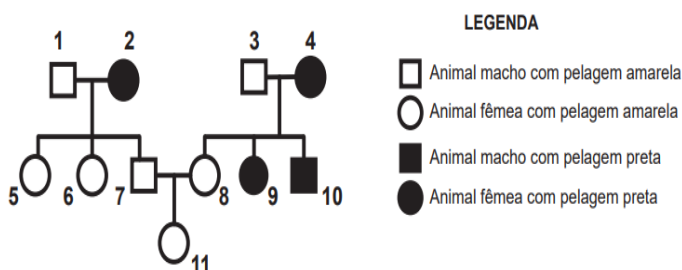 LEGENDA
1
2
3
4
Animal macho com pelagem amarela
Animal fêmea com pelagem amarela
Animal macho com pelagem preta
Animal fêmea com pelagem preta
5
6
7
8
9
10
11